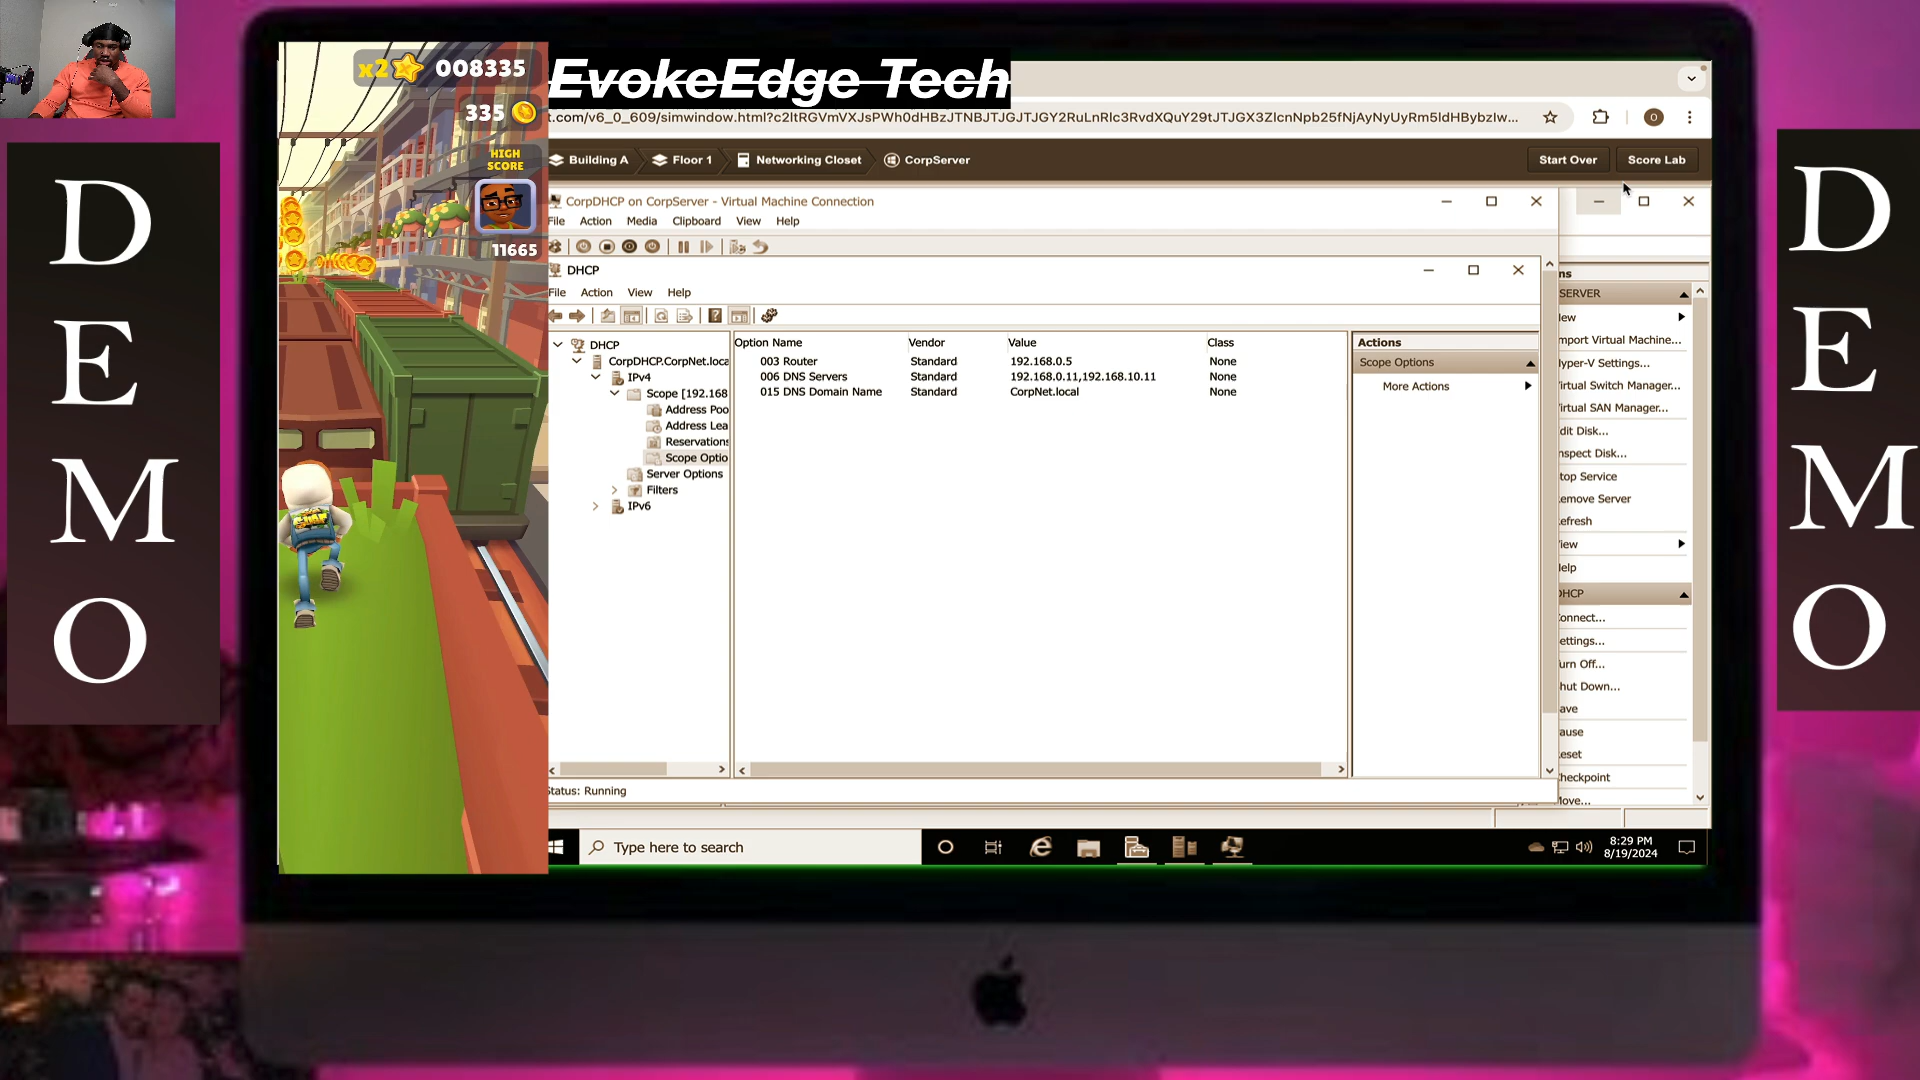 D
E
M
O
x2 008335
335
HIGH
SCORE
11665
EvokeEdge Tech
t.com/v6_0_609/simwindow.html?c2ltRGVmVXJsPWh0dHBzJTNBJTJGJTJGY2RuLnRlc3RvdXQuY29tJTJGX3ZlcnNpb25fNjAyNyUyRm5ldHBybzIw...
O
Building A
Floor 1
Networking Closet
CorpServer
Start Over
Score Lab
CorpDHCP on CorpServer - Virtual Machine Connection
File Action Media Clipboard View Help
DHCP
File Action View Help
DHCP
CorpDHCP.CorpNet.loca
IPv4
Scope [192.168
Address Poo
Address Lea
Reservations
Scope Optio
Server Options
Filters
IPv6
Option Name Vendor Value Class
003 Router Standard 192.168.0.5 None
006 DNS Servers Standard 192.168.0.11,192.168.10.11 None
015 DNS Domain Name Standard CorpNet.local None
Actions
Scope Options
More Actions
Status: Running
ns
SERVER
ew
mport Virtual Machine...
yper-V Settings...
irtual Switch Manager...
irtual SAN Manager...
dit Disk...
nspect Disk...
top Service
emove Server
efresh
iew
elp
DHCP
onnect...
ettings...
urn Off...
hut Down...
ave
ause
eset
heckpoint
Move...
Type here to search
8:29 PM
8/19/2024
D
E
M
O